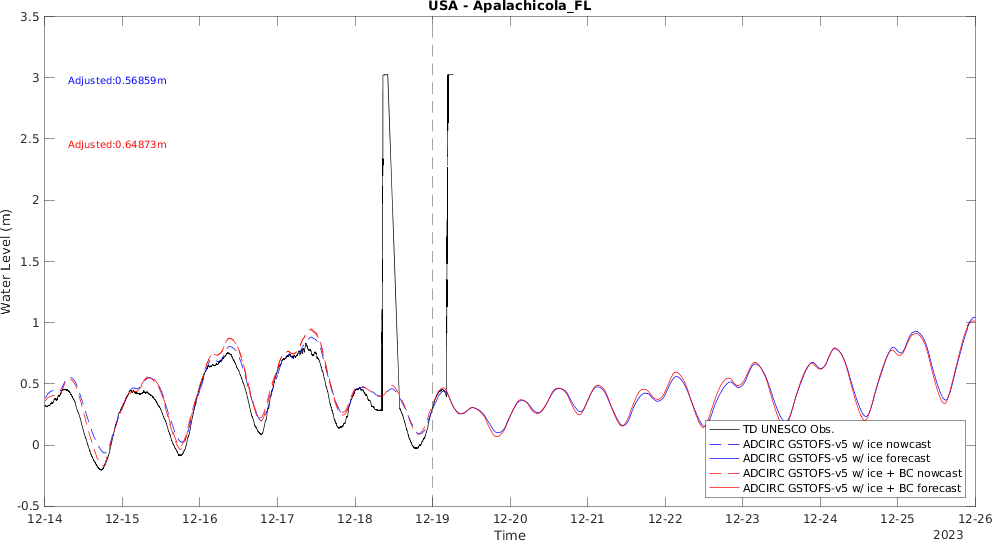 USA - Apalachicola_FL
3.5
3
2.5
2
1.5
1
0.5
0
-0.5
Water Level (m)
Adjusted:0.56859m
Adjusted:0.64873m
TD UNESCO Obs.
ADCIRC GSTOFS-v5 w/ ice nowcast
ADCIRC GSTOFS-v5 w/ ice forecast
ADCIRC GSTOFS-v5 w/ ice + BC nowcast
ADCIRC GSTOFS-v5 w/ ice + BC forecast
12-14 12-15 12-16 12-17 12-18 12-19 12-20 12-21 12-22 12-23 12-24 12-25 12-26
Time
2023